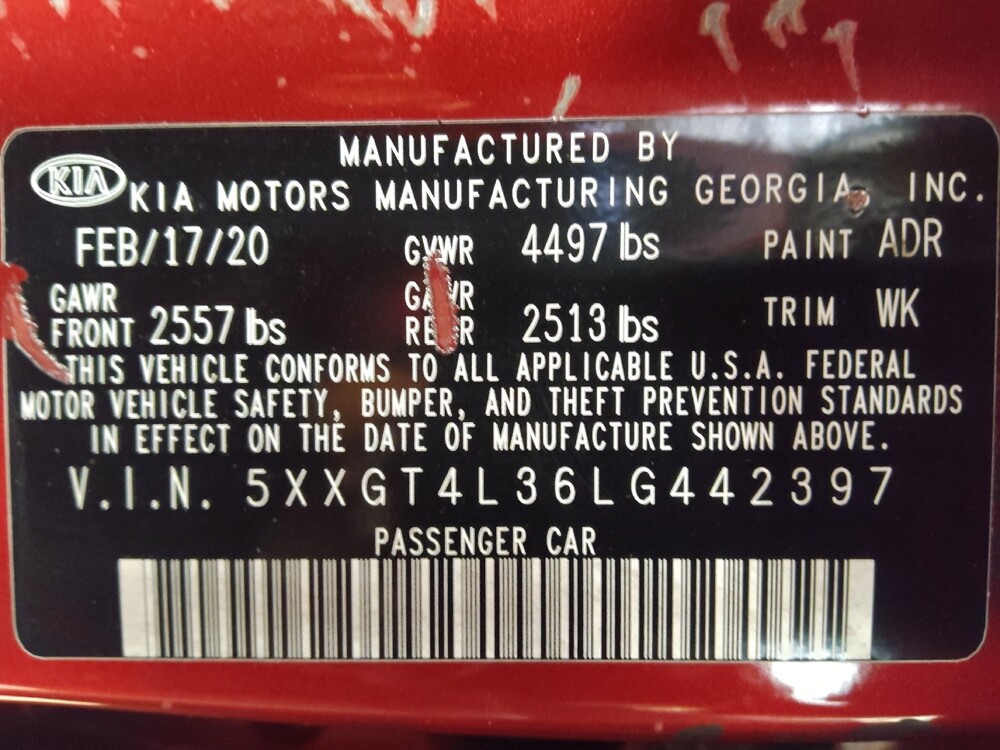 MANUFACTURED BY
KIA KIA MOTORS MANUFACTURING GEORGIA, INC.
FEB/17/20 GVWR 4497 lbs PAINT ADR
GAWR FRONT 2557 lbs GAWR REAR 2513 lbs TRIM WK
THIS VEHICLE CONFORMS TO ALL APPLICABLE U.S.A. FEDERAL
MOTOR VEHICLE SAFETY, BUMPER, AND THEFT PREVENTION STANDARDS
IN EFFECT ON THE DATE OF MANUFACTURE SHOWN ABOVE.
V.I.N. 5XXGT4L36LG442397
PASSENGER CAR